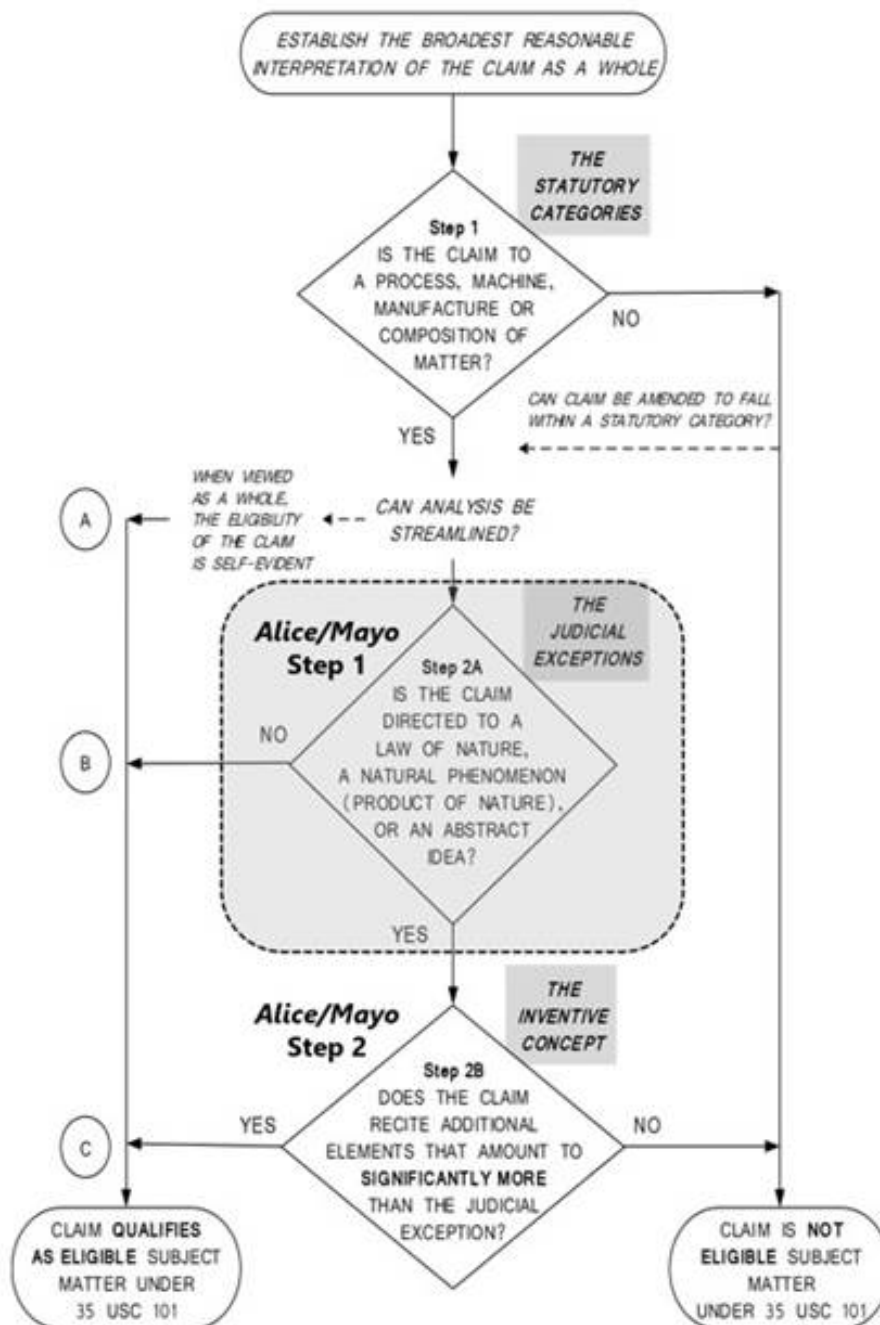 ESTABLISH THE BROADEST REASONABLE
INTERPRETATION OF THE CLAIM AS A WHOLE
THE
STATUTORY
CATEGORIES
Step 1
IS THE CLAIM TO
A PROCESS, MACHINE,
MANUFACTURE OR
COMPOSITION OF
MATTER?
NO
YES
CAN CLAIM BE AMENDED TO FALL
WITHIN A STATUTORY CATEGORY?
A
WHEN VIEWED
AS A WHOLE,
THE ELIGIBILITY
OF THE CLAIM
IS SELF-EVIDENT
CAN ANALYSIS BE
STREAMLINED?
Alice/Mayo
Step 1
THE
JUDICIAL
EXCEPTIONS
Step 2A
IS THE CLAIM
DIRECTED TO A
LAW OF NATURE,
A NATURAL PHENOMENON
(PRODUCT OF NATURE),
OR AN ABSTRACT
IDEA?
NO
B
YES
Alice/Mayo
Step 2
THE
INVENTIVE
CONCEPT
Step 2B
DOES THE CLAIM
RECITE ADDITIONAL
ELEMENTS THAT AMOUNT TO
SIGNIFICANTLY MORE
THAN THE JUDICIAL
EXCEPTION?
YES
NO
C
CLAIM QUALIFIES
AS ELIGIBLE SUBJECT
MATTER UNDER
35 USC 101
CLAIM IS NOT
ELIGIBLE SUBJECT
MATTER
UNDER 35 USC 101